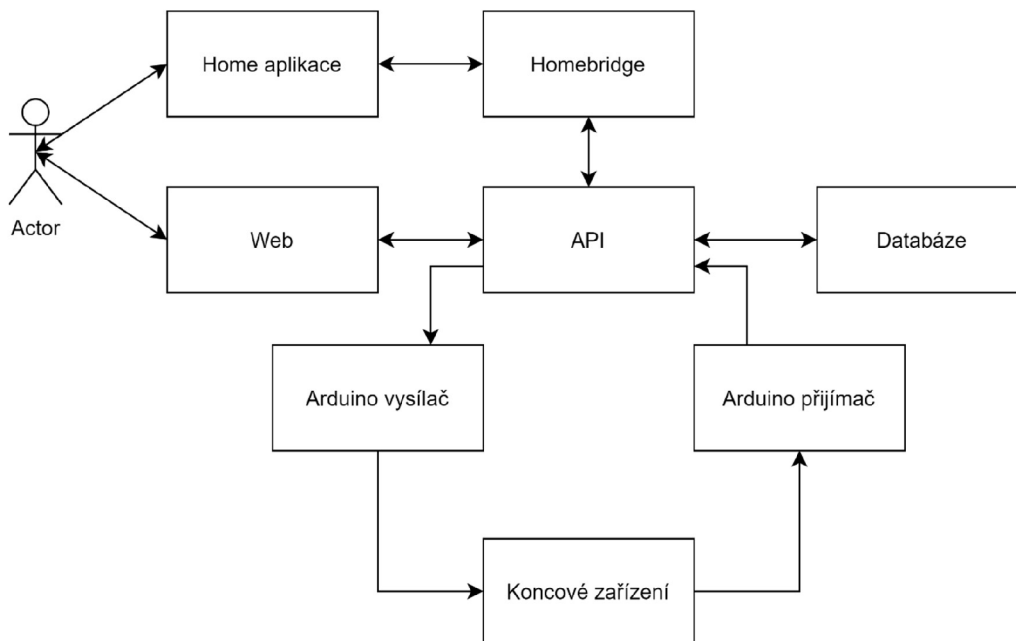 Home aplikace
Homebridge
Actor
Web
API
Databáze
Arduino vysílač
Arduino přijímač
Koncové zařízení